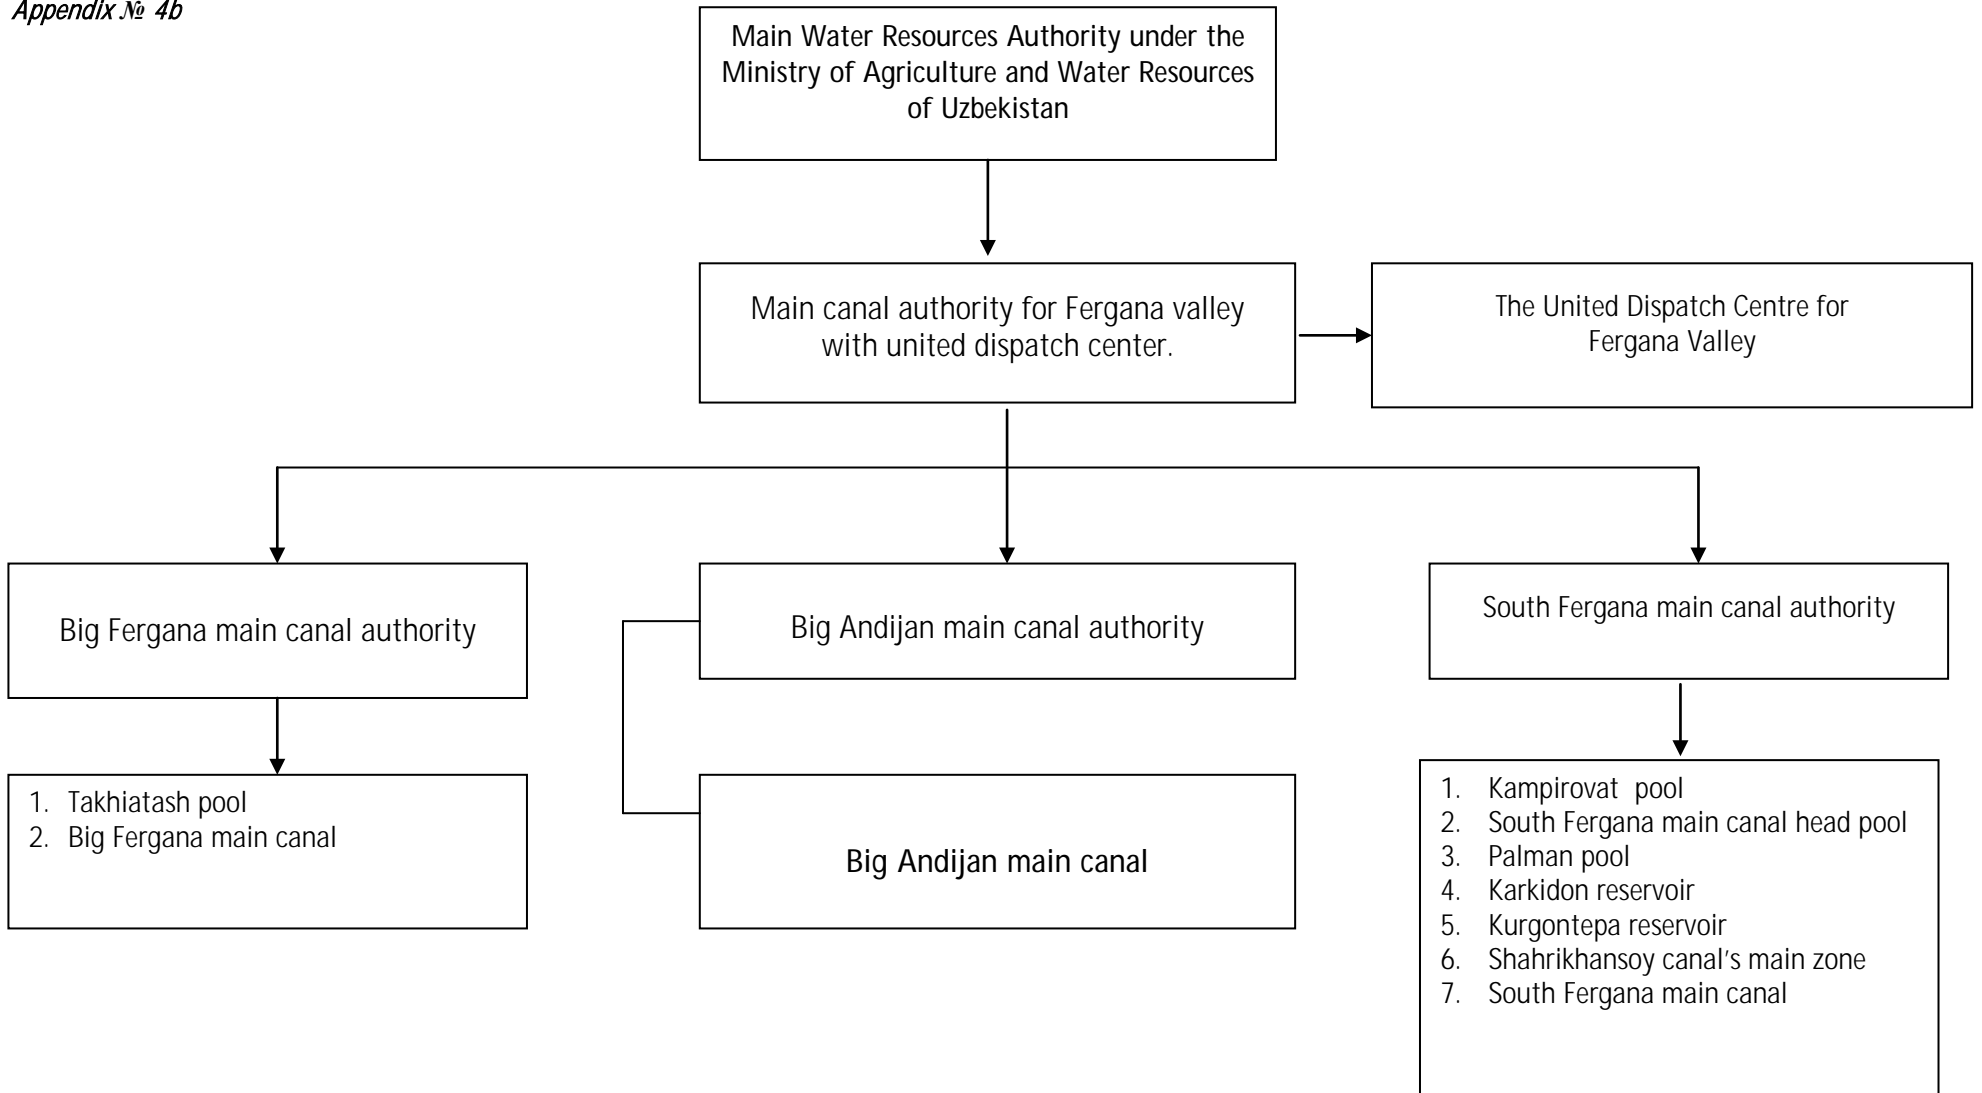 Appendix № 4b
Main Water Resources Authority under the
Ministry of Agriculture and Water Resources
of Uzbekistan
Main canal authority for Fergana valley
with united dispatch center.
The United Dispatch Centre for
Fergana Valley
Big Fergana main canal authority
Big Andijan main canal authority
South Fergana main canal authority
1. Takhiatash pool
2. Big Fergana main canal
Big Andijan main canal
1. Kampirovat pool
2. South Fergana main canal head pool
3. Palman pool
4. Karkidon reservoir
5. Kurgontepa reservoir
6. Shahrikhansoy canal's main zone
7. South Fergana main canal